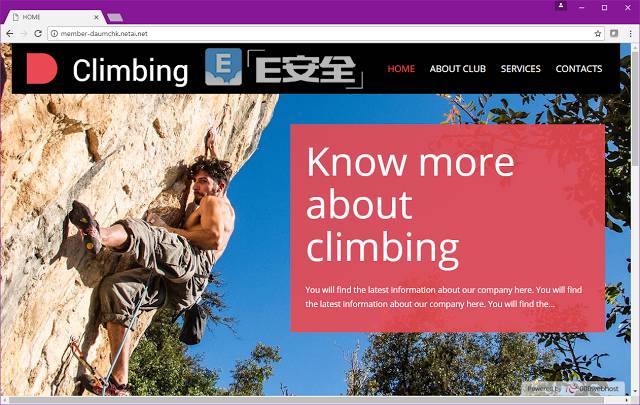 HOME
member-daumchk.netai.net
Climbing
E
E安全
HOME ABOUT CLUB SERVICES CONTACTS
Know more
about
climbing
You will find the latest information about our company here. You will
find the latest information about our company here. You will find the...
Powered by 000webhost